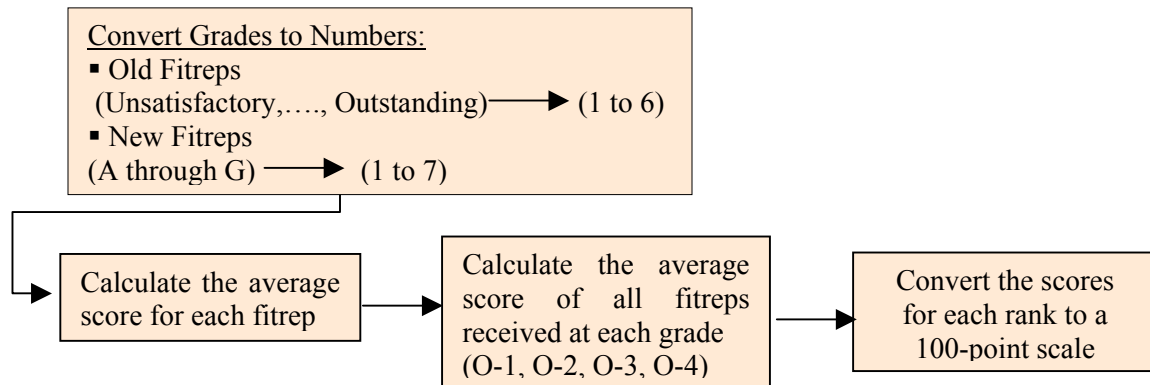 Convert Grades to Numbers:
▪ Old Fitreps
(Unsatisfactory,…., Outstanding) (1 to 6)
▪ New Fitreps
(A through G) (1 to 7)
Calculate the average
score for each fitrep
Calculate the average
score of all fitreps
received at each grade
(O-1, O-2, O-3, O-4)
Convert the scores
for each rank to a
100-point scale